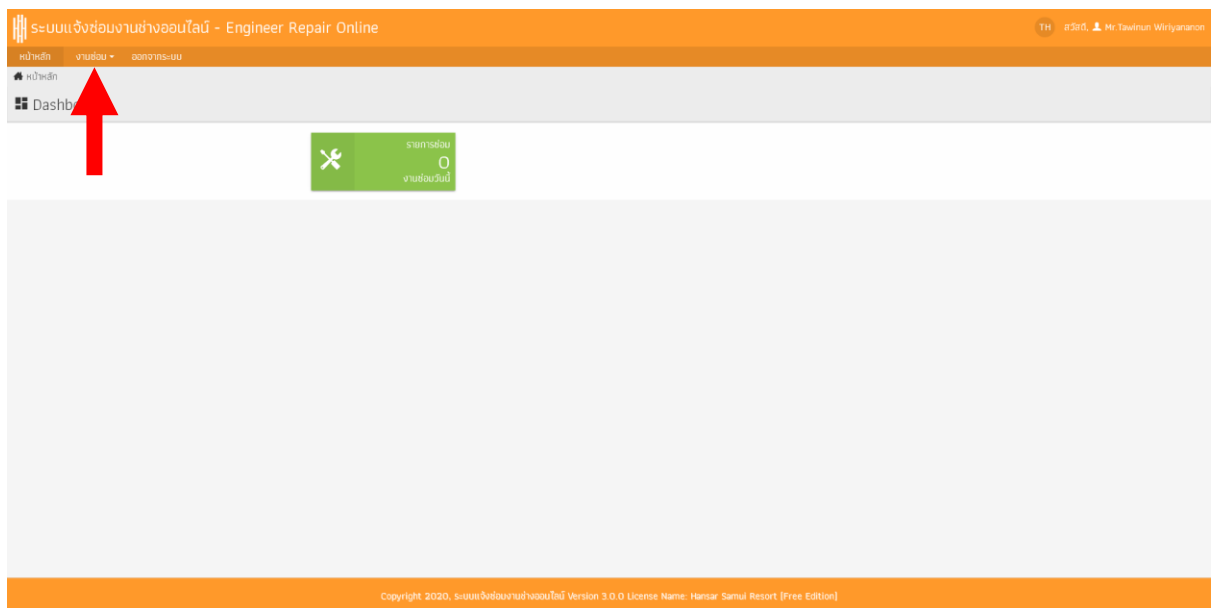 ระบบแจ้งซ่อมงานช่างออนไลน์ - Engineer Repair Online
TH สวัสดี, Mr.Tawinun Wiriyananon
หน้าหลัก งานซ่อม ออกจากระบบ
หน้าหลัก
Dashb
รายการซ่อม
0
งานซ่อมวันนี้
Copyright 2020, ระบบแจ้งซ่อมงานช่างออนไลน์ Version 3.0.0 License Name: Hansar Samui Resort [Free Edition]